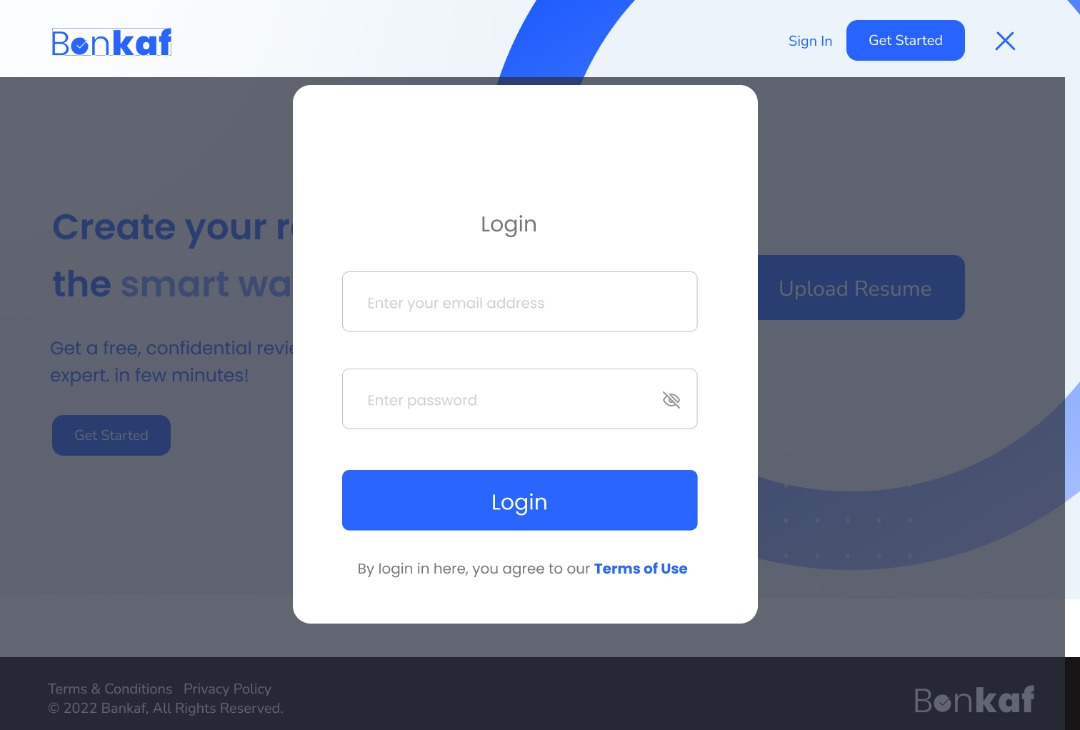 Bonkaf
Sign In
Get Started
Create your r
the smart wa
Get a free, confidential revi
expert. in few minutes!
Get Started
Upload Resume
Login
Enter your email address
Enter password
Login
By login in here, you agree to our Terms of Use
Terms & Conditions Privacy Policy
© 2022 Bankaf, All Rights Reserved.
Bonkaf